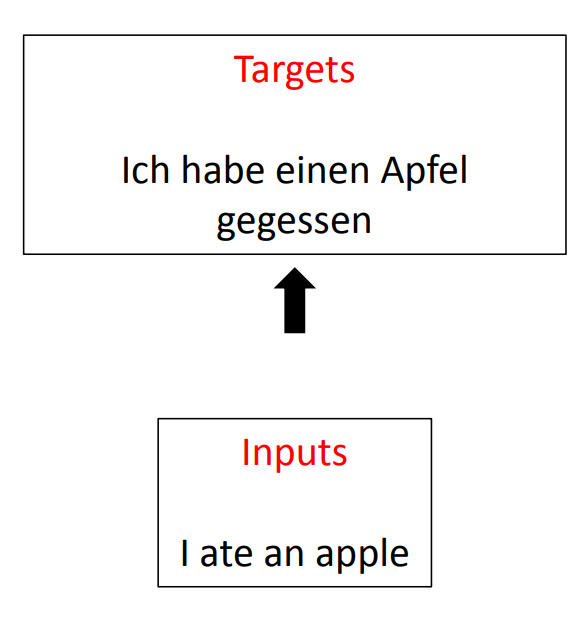 Targets
Ich habe einen Apfel
gegessen
Inputs
I ate an apple